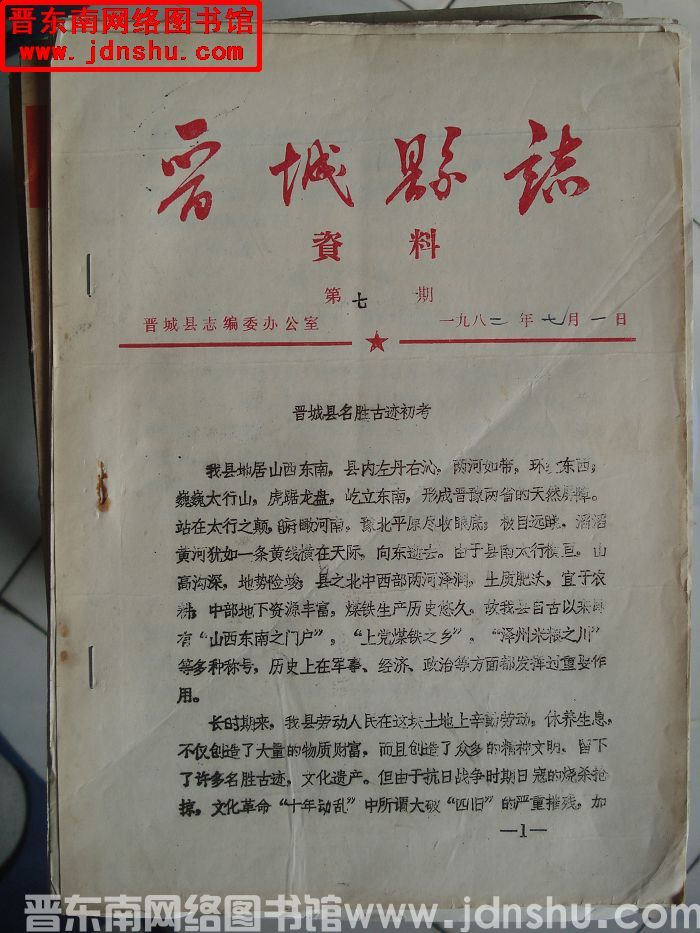 晋东南网络图书馆
www.jdnshu.com
晋城縣誌
資料
第七期
晋城县志编委办公室 一九八二年七月一日
晋城县名胜古迹初考
我县地居山西东南，县内左丹右沁，两河如带，环绕东西；
巍巍太行山，虎踞龙盘，屹立东南，形成晋豫两省的天然屏障。
站在太行之颠，俯瞰河南，豫北平原尽收眼底；极目远眺，滔滔
黄河犹如一条黄线横在天际，向东逝去。由于县南太行横亘，山
高沟深，地势险峻；县之北中西部两河泽润，土质肥沃，宜于农
耕；中部地下资源丰富，煤铁生产历史悠久。故我县自古以来即
有“山西东南之门户”，“上党煤铁之乡”，“泽州米粮之川”
等多种称号，历史上在军事、经济、政治等方面都发挥过重要作
用。
长时期来，我县劳动人民在这块土地上辛勤劳动，休养生息，
不仅创造了大量的物质财富，而且创造了众多的精神文明、留下
了许多名胜古迹，文化遗产。但由于抗日战争时期日寇的烧杀抢
掠，文化革命“十年动乱”中所谓大破“四旧”的严重摧残，加
—1—
晋东南网络图书馆 www.jdnshu.com